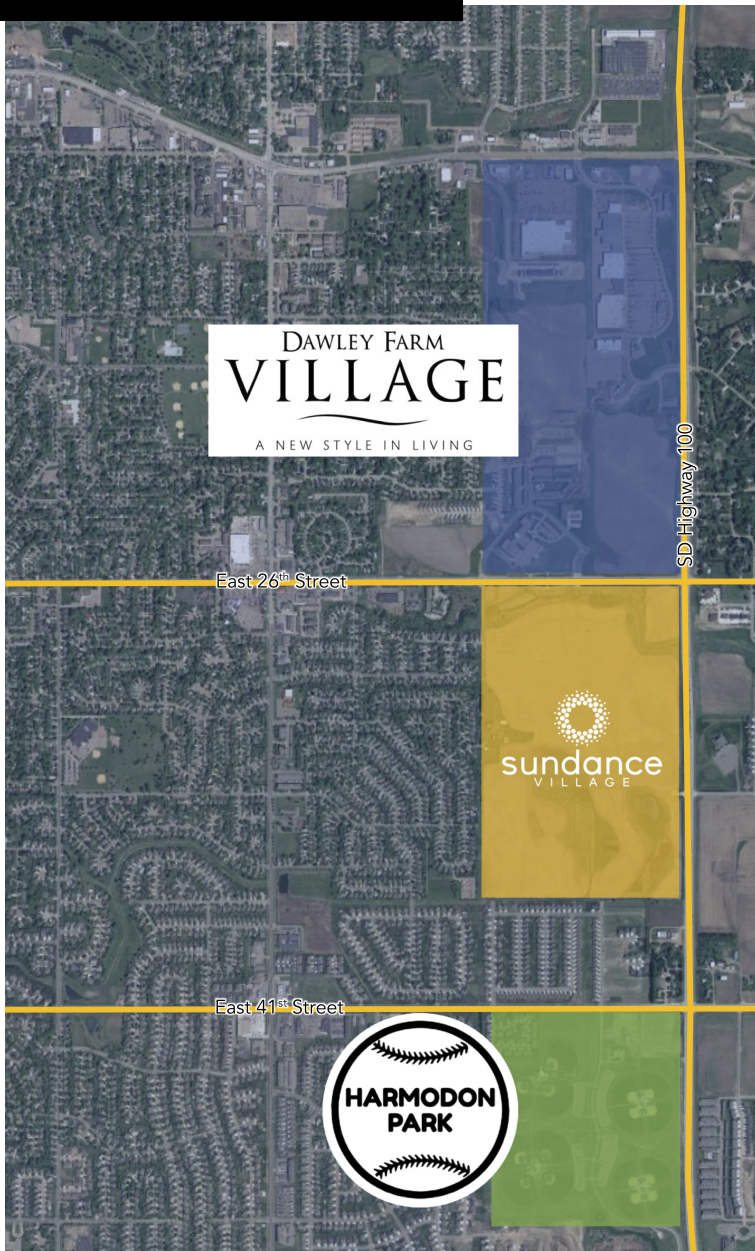 DAWLEY FARM
VILLAGE
A NEW STYLE IN LIVING
SD Highway 100
East 26th Street
sundance
VILLAGE
East 41st Street
HARMODON
PARK